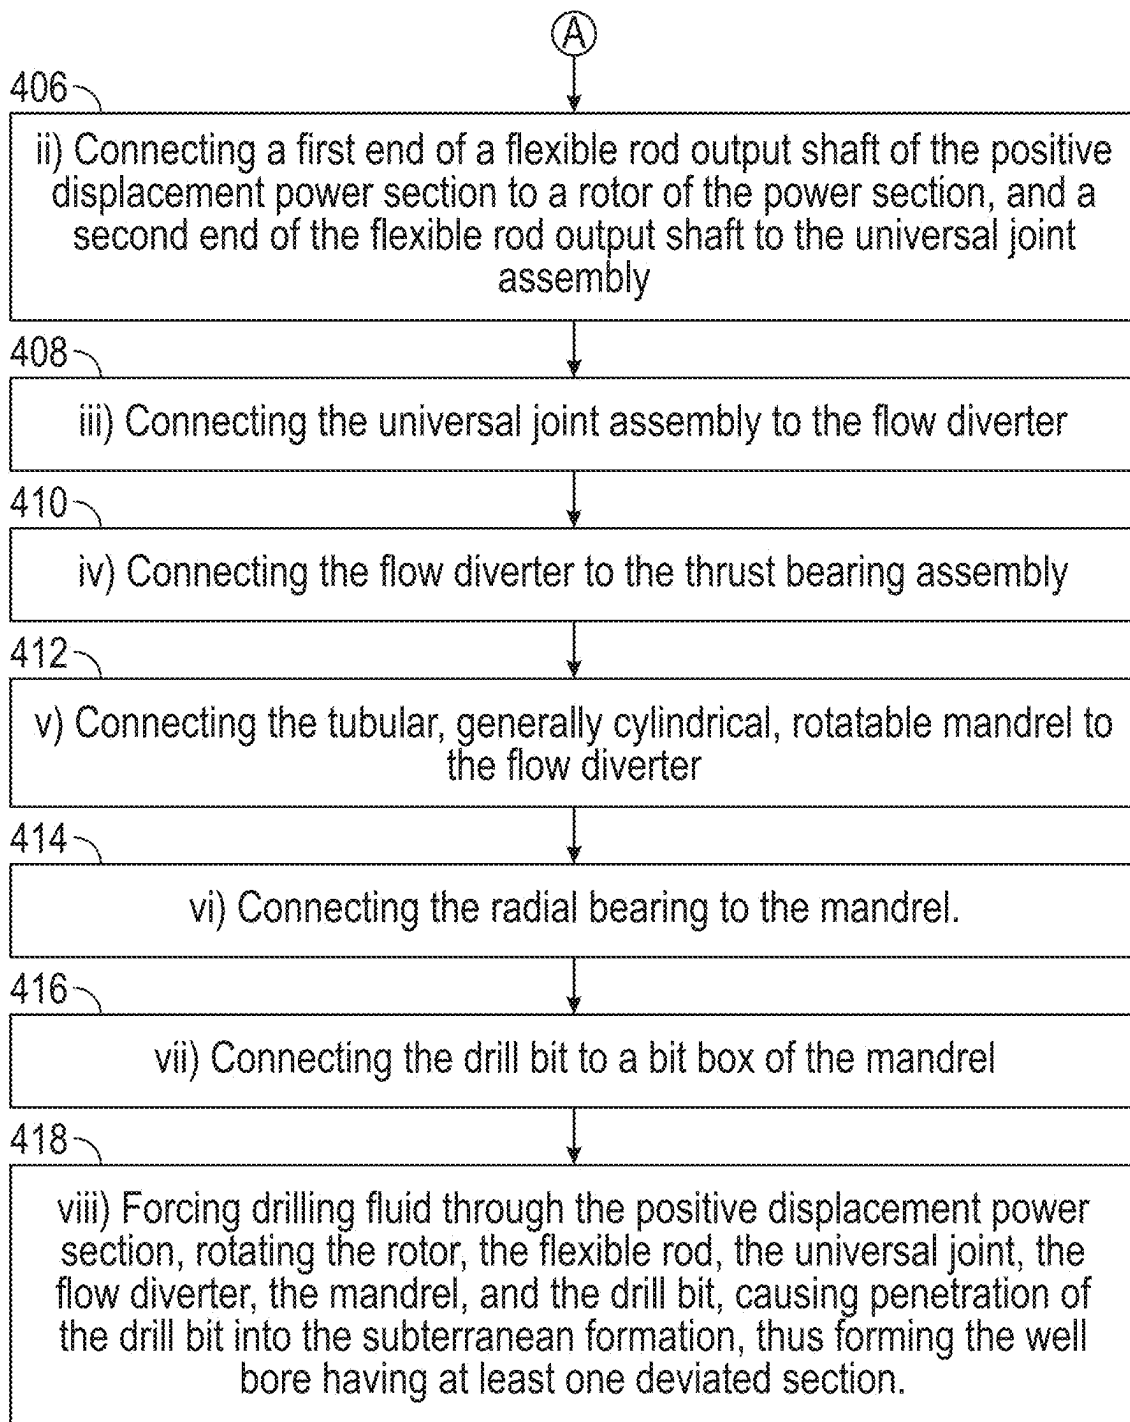 A
406
ii) Connecting a first end of a flexible rod output shaft of the positive
displacement power section to a rotor of the power section, and a
second end of the flexible rod output shaft to the universal joint
assembly
408
iii) Connecting the universal joint assembly to the flow diverter
410
iv) Connecting the flow diverter to the thrust bearing assembly
412
v) Connecting the tubular, generally cylindrical, rotatable mandrel to
the flow diverter
414
vi) Connecting the radial bearing to the mandrel.
416
vii) Connecting the drill bit to a bit box of the mandrel
418
viii) Forcing drilling fluid through the positive displacement power
section, rotating the rotor, the flexible rod, the universal joint, the
flow diverter, the mandrel, and the drill bit, causing penetration of
the drill bit into the subterranean formation, thus forming the well
bore having at least one deviated section.